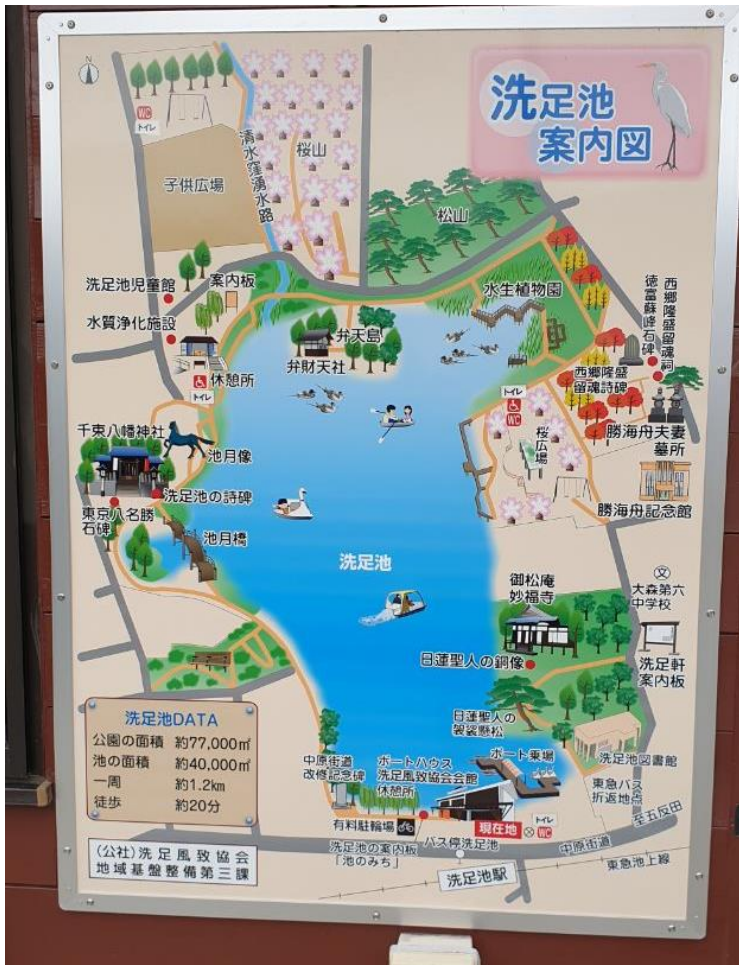 洗足池
案内図
WC
トイレ
清水窪湧水路
桜山
子供広場
松山
洗足池児童館
案内板
水質浄化施設
休憩所
トイレ
弁天島
弁財天社
水生植物園
徳富蘇峰石碑
西郷隆盛留魂祠
西郷隆盛
留魂詩碑
トイレ
WC
桜広場
勝海舟夫妻
墓所
勝海舟記念館
千束八幡神社
池月像
洗足池の詩碑
東京八名勝
石碑
池月橋
洗足池
御松庵
妙福寺
文
大森第六
中学校
日蓮聖人の銅像
洗足軒
案内板
日蓮聖人の
袈裟懸松
洗足池図書館
洗足池DATA
公園の面積 約77,000㎡
池の面積 約40,000㎡
一周 約1.2km
徒歩 約20分
中原街道
改修記念碑
ボートハウス
洗足風致協会会館
休憩所
ボート乗場
東急バス
折返地点
至五反田
有料駐輪場
現在地
トイレ
WC
洗足池の案内板
「池のみち」
バス停洗足池
中原街道
東急池上線
洗足池駅
(公社)洗足風致協会
地域基盤整備第三課